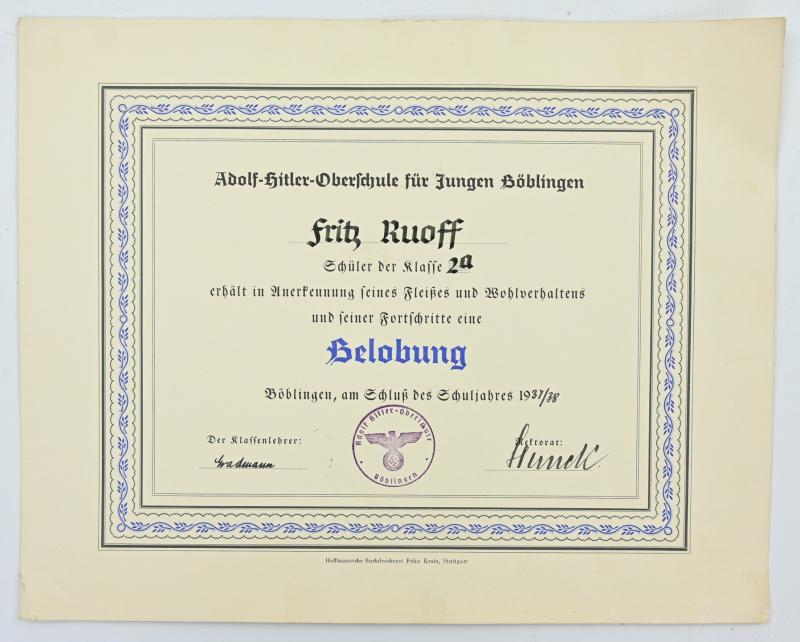 Adolf-Hitler-Oberschule für Jungen Böblingen
Fritz Ruoff
Schüler der Klasse 2a
erhält in Anerkennung seines Fleißes und Wohlverhaltens
und seiner Fortschritte eine
Belobung
Böblingen, am Schluß des Schuljahres 1937/38
Der Klassenlehrer:
Rektorat:
Adolf Hitler-Oberschule
Böblingen
Hoffmannsche Buchdruckerei Felix Krais, Stuttgart